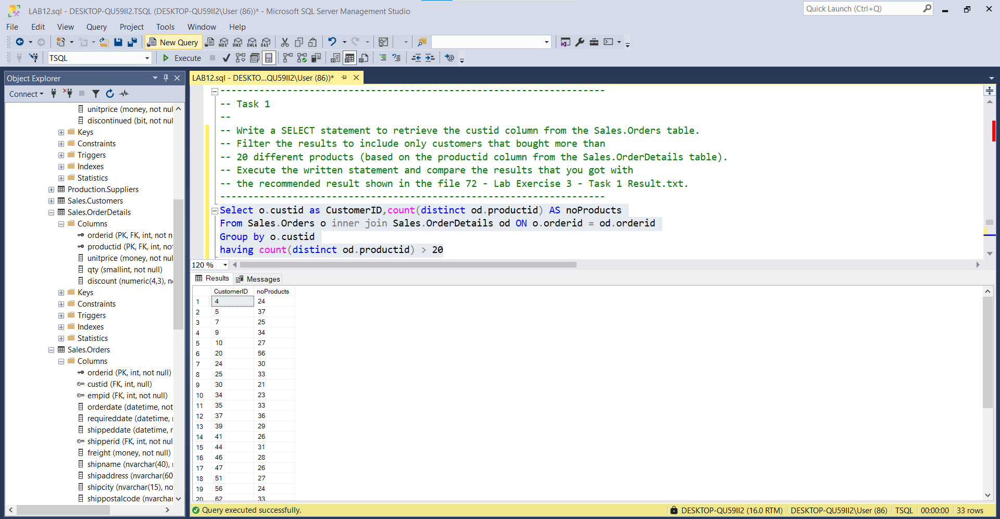 LAB12.sql - DESKTOP-QU59II2.TSQL (DESKTOP-QU59II2\User (86))* - Microsoft SQL Server Management Studio
Quick Launch (Ctrl+Q)
File Edit View Query Project Tools Window Help
New Query MDX DMX XMLA DAX
TSQL Execute
Object Explorer
Connect
unitprice (money, not nul
discontinued (bit, not nul
Keys
Constraints
Triggers
Indexes
Statistics
Production.Suppliers
Sales.Customers
Sales.OrderDetails
Columns
orderid (PK, FK, int, not n
productid (PK, FK, int, no
unitprice (money, not nul
qty (smallint, not null)
discount (numeric(4,3), n
Keys
Constraints
Triggers
Indexes
Statistics
Sales.Orders
Columns
orderid (PK, int, not null)
custid (FK, int, null)
empid (FK, int, not null)
orderdate (datetime, not
requireddate (datetime,
shippeddate (datetime, r
shipperid (FK, int, not nul
freight (money, not null)
shipname (nvarchar(40),
shipaddress (nvarchar(60
shipcity (nvarchar(15), no
shippostalcode (nvarchar
LAB12.sql - DESKTO...QU59II2\User (86))*
---------------------------------------------------------------------
-- Task 1
--
-- Write a SELECT statement to retrieve the custid column from the Sales.Orders table.
-- Filter the results to include only customers that bought more than
-- 20 different products (based on the productid column from the Sales.OrderDetails table).
-- Execute the written statement and compare the results that you got with
-- the recommended result shown in the file 72 - Lab Exercise 3 - Task 1 Result.txt.
---------------------------------------------------------------------
Select o.custid as CustomerID,count(distinct od.productid) AS noProducts
From Sales.Orders o inner join Sales.OrderDetails od ON o.orderid = od.orderid
Group by o.custid
having count(distinct od.productid) > 20
120 %
Results Messages
CustomerID noProducts
1 4 24
2 5 37
3 7 25
4 9 34
5 10 27
6 20 56
7 24 30
8 25 33
9 30 21
10 34 23
11 35 33
12 37 36
13 39 29
14 41 26
15 44 31
16 46 28
17 47 26
18 51 27
19 56 24
20 62 33
Query executed successfully.
DESKTOP-QU59II2 (16.0 RTM) DESKTOP-QU59II2\User (86) TSQL 00:00:00 33 rows